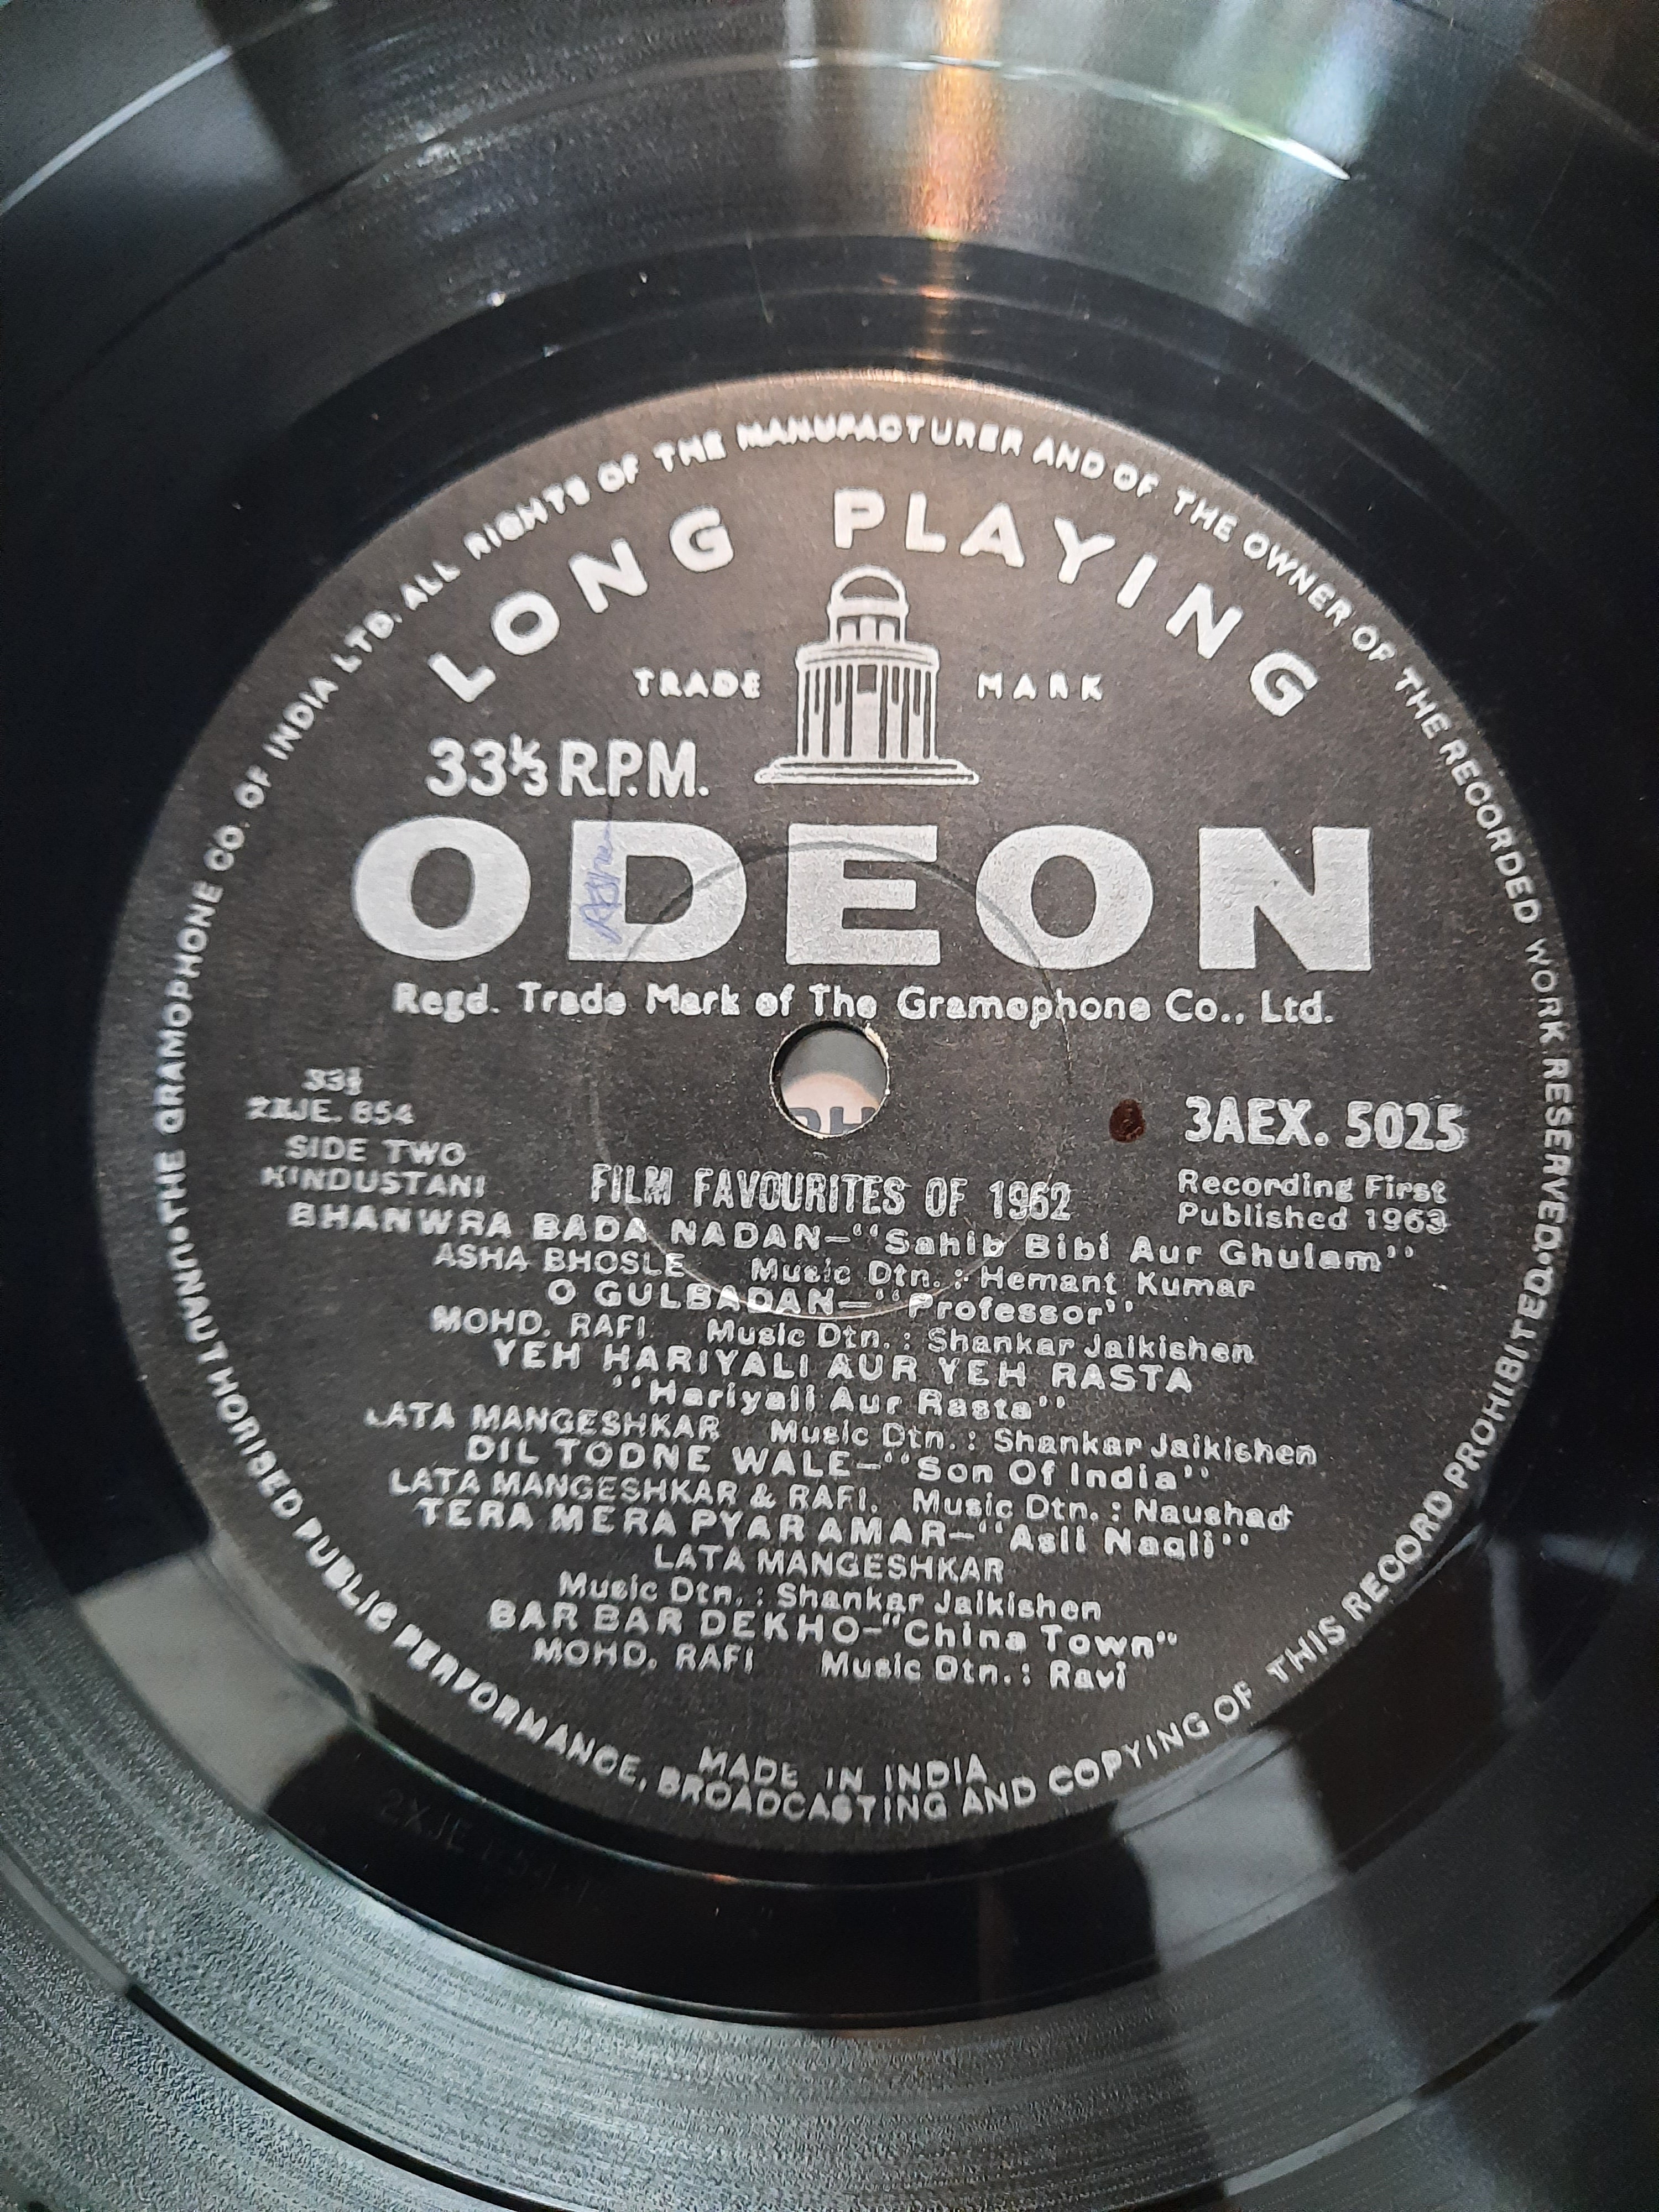 THE GRAMOPHONE CO. OF INDIA LTD. ALL RIGHTS OF THE MANUFACTURER AND OF THE OWNER OF THE RECORDED WORK RESERVED.
UNAUTHORISED PUBLIC PERFORMANCE, BROADCASTING AND COPYING OF THIS RECORD PROHIBITED.
LONG PLAYING
TRADE MARK
33⅓ R.P.M.
ODEON
Regd. Trade Mark of The Gramophone Co., Ltd.
33⅓
2XJE. 854
SIDE TWO
HINDUSTANI
3AEX. 5025
Recording First
Published 1963
FILM FAVOURITES OF 1962
BHANWRA BADA NADAN—"Sahib Bibi Aur Ghulam"
ASHA BHOSLE Music Dtn. : Hemant Kumar
O GULBADAN—"Professor"
MOHD. RAFI. Music Dtn. : Shankar Jaikishen
YEH HARIYALI AUR YEH RASTA
"Hariyali Aur Rasta"
LATA MANGESHKAR Music Dtn. : Shankar Jaikishen
DIL TODNE WALE—"Son Of India"
LATA MANGESHKAR & RAFI. Music Dtn. : Naushad
TERA MERA PYAR AMAR—"Asli Naqli"
LATA MANGESHKAR
Music Dtn. : Shankar Jaikishen
BAR BAR DEKHO—"China Town"
MOHD. RAFI Music Dtn. : Ravi
MADE IN INDIA